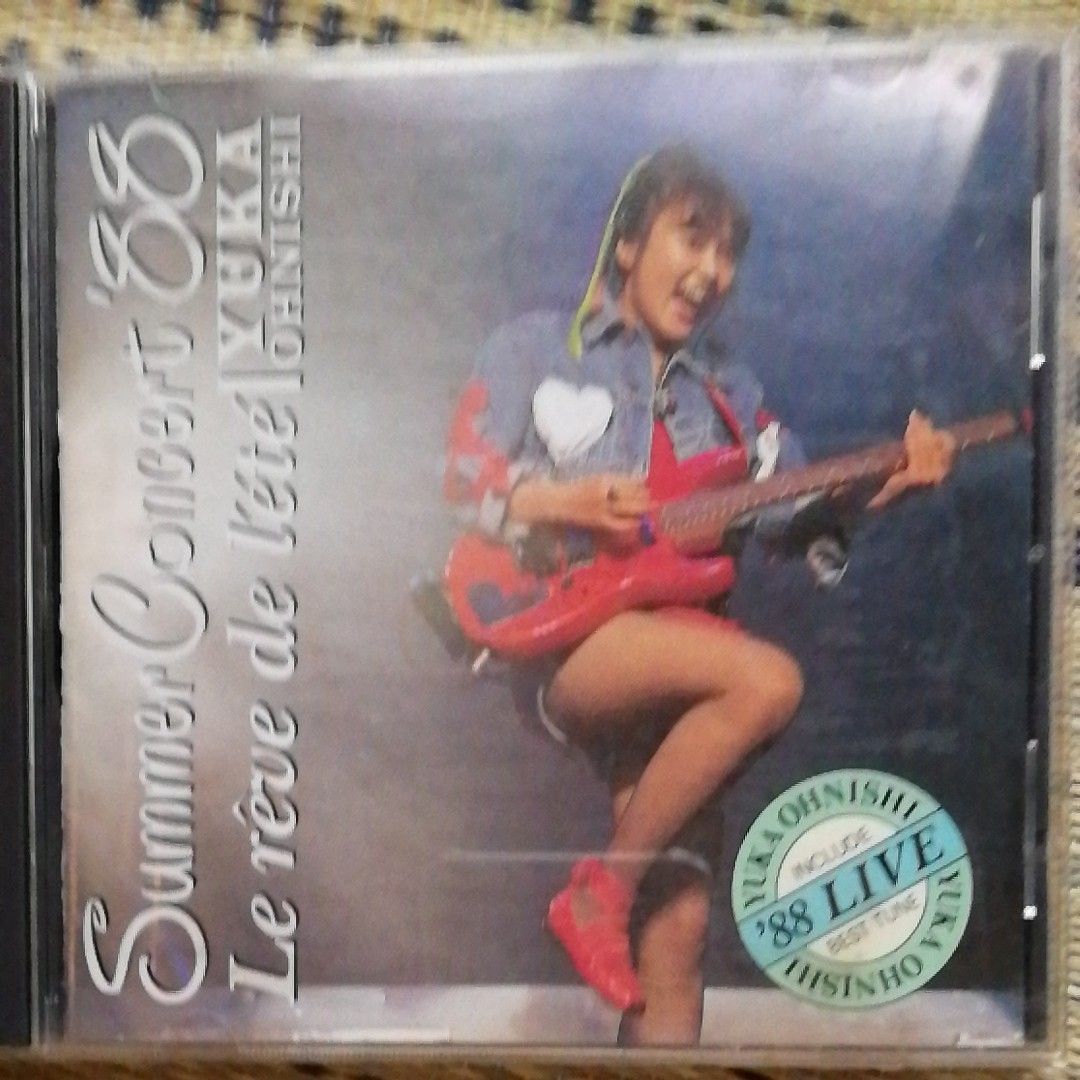 Summer Concert '88
Le rêve de l'été
YUKA
OHNISHI
YUKA OHNISHI
INCLUDE
'88 LIVE
BEST TUNE
YUKA OHNISHI